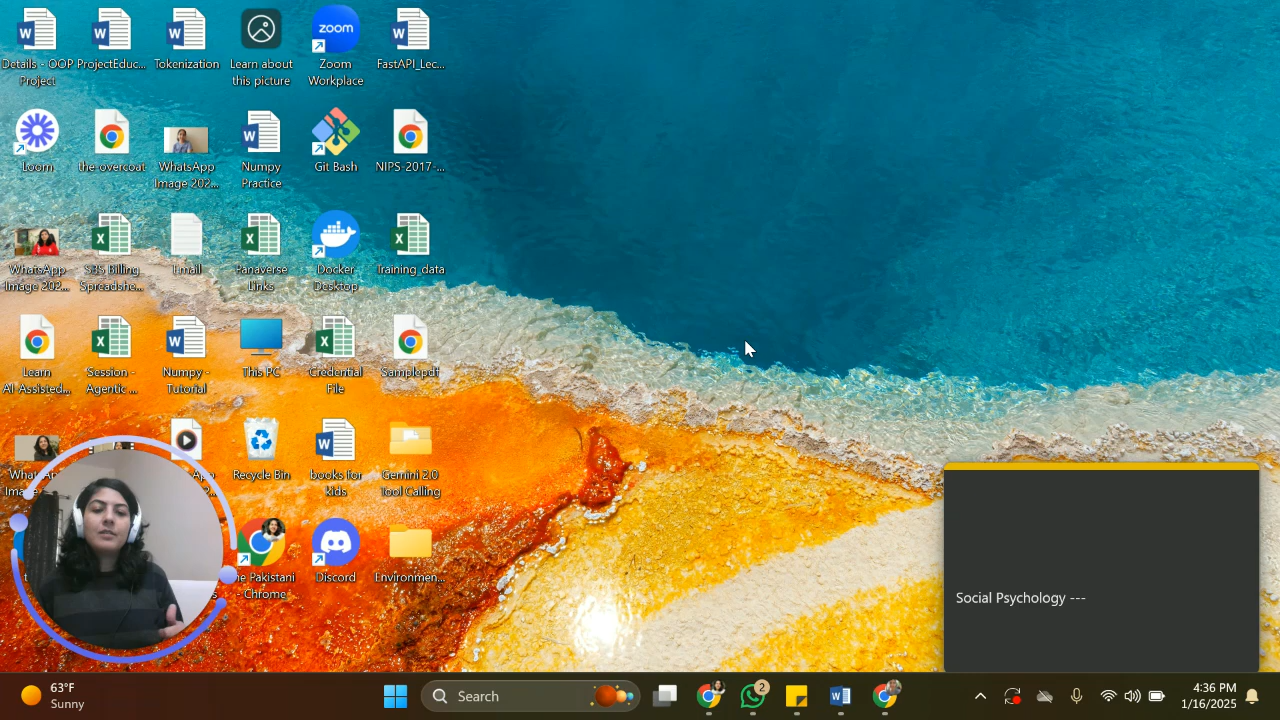 Details - OOP Project
ProjectEduc...
Tokenization
Learn about this picture
zoom
Zoom Workplace
FastAPI_Lec...
Loom
the overcoat
WhatsApp Image 202...
Numpy Practice
Git Bash
NIPS-2017-...
WhatsApp Image 202...
S3S Billing Spreadshe...
Email
Panaverse Links
Docker Desktop
Training_data
Learn AI-Assisted...
Session - Agentic ...
Numpy - Tutorial
This PC
Credential File
Samplepdf
Recycle Bin
books for kids
Gemini 2.0 Tool Calling
Pakistani - Chrome
Discord
Environmen...
Social Psychology ---
63°F
Sunny
Search
2
4:36 PM
1/16/2025